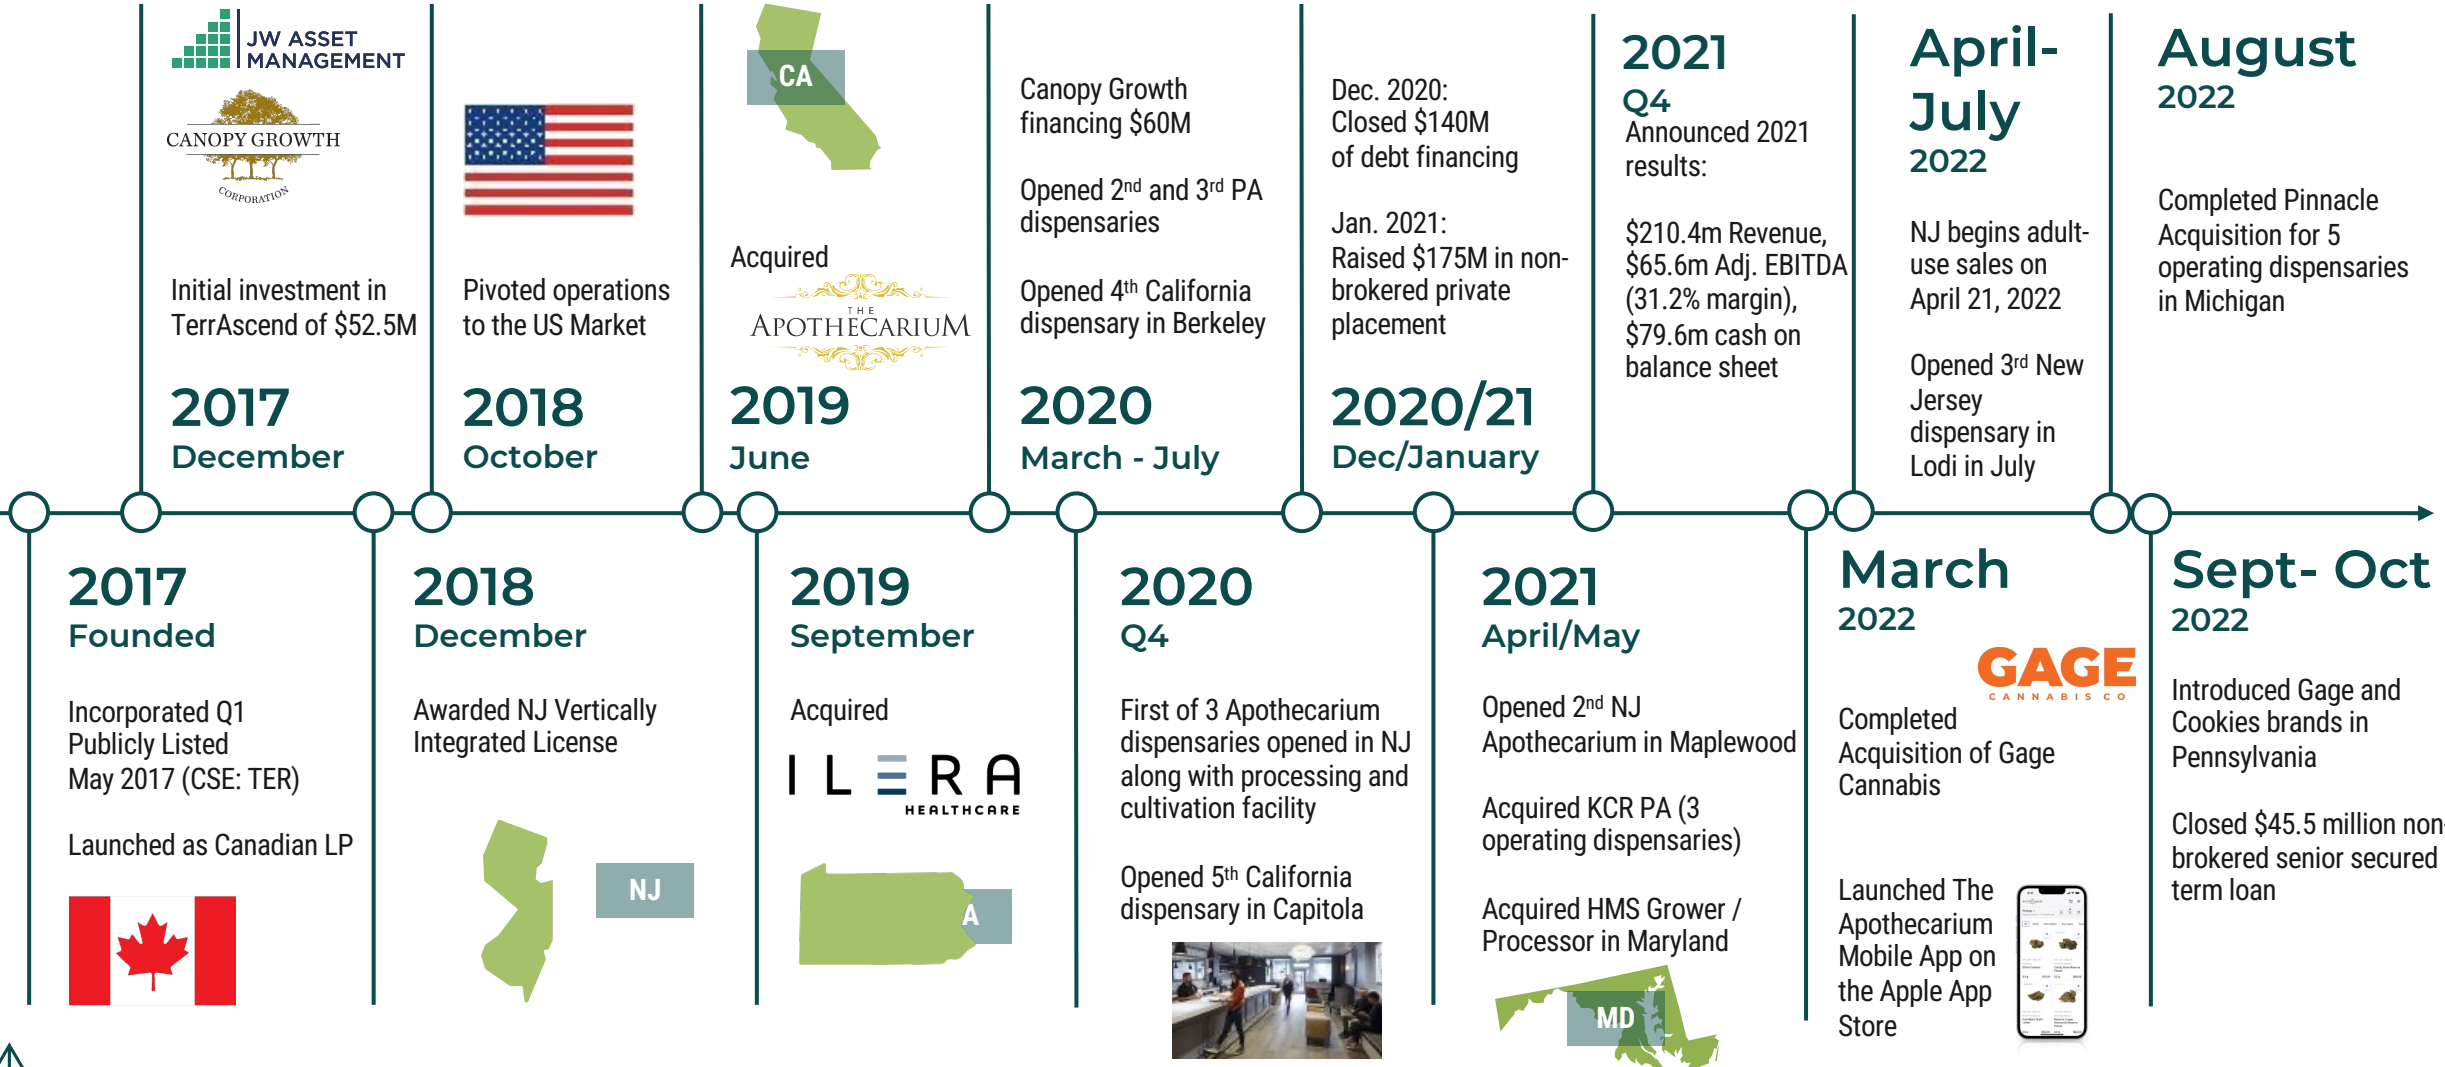 JW ASSET
MANAGEMENT
CANOPY GROWTH
CORPORATION
Initial investment in
TerrAscend of $52.5M
2017
December
Pivoted operations
to the US Market
2018
October
CA
Acquired
THE
APOTHECARIUM
2019
June
Canopy Growth
financing $60M
Opened 2nd and 3rd PA
dispensaries
Opened 4th California
dispensary in Berkeley
2020
March - July
Dec. 2020:
Closed $140M
of debt financing
Jan. 2021:
Raised $175M in non-
brokered private
placement
2020/21
Dec/January
2021
Q4
Announced 2021
results:
$210.4m Revenue,
$65.6m Adj. EBITDA
(31.2% margin),
$79.6m cash on
balance sheet
April-
July
2022
NJ begins adult-
use sales on
April 21, 2022
Opened 3rd New
Jersey
dispensary in
Lodi in July
August
2022
Completed Pinnacle
Acquisition for 5
operating dispensaries
in Michigan
2017
Founded
Incorporated Q1
Publicly Listed
May 2017 (CSE: TER)
Launched as Canadian LP
2018
December
Awarded NJ Vertically
Integrated License
NJ
2019
September
Acquired
ILERA
HEALTHCARE
A
2020
Q4
First of 3 Apothecarium
dispensaries opened in NJ
along with processing and
cultivation facility
Opened 5th California
dispensary in Capitola
2021
April/May
Opened 2nd NJ
Apothecarium in Maplewood
Acquired KCR PA (3
operating dispensaries)
Acquired HMS Grower /
Processor in Maryland
MD
March
2022
GAGE
CANNABIS CO
Completed
Acquisition of Gage
Cannabis
Launched The
Apothecarium
Mobile App on
the Apple App
Store
Sept- Oct
2022
Introduced Gage and
Cookies brands in
Pennsylvania
Closed $45.5 million non-
brokered senior secured
term loan